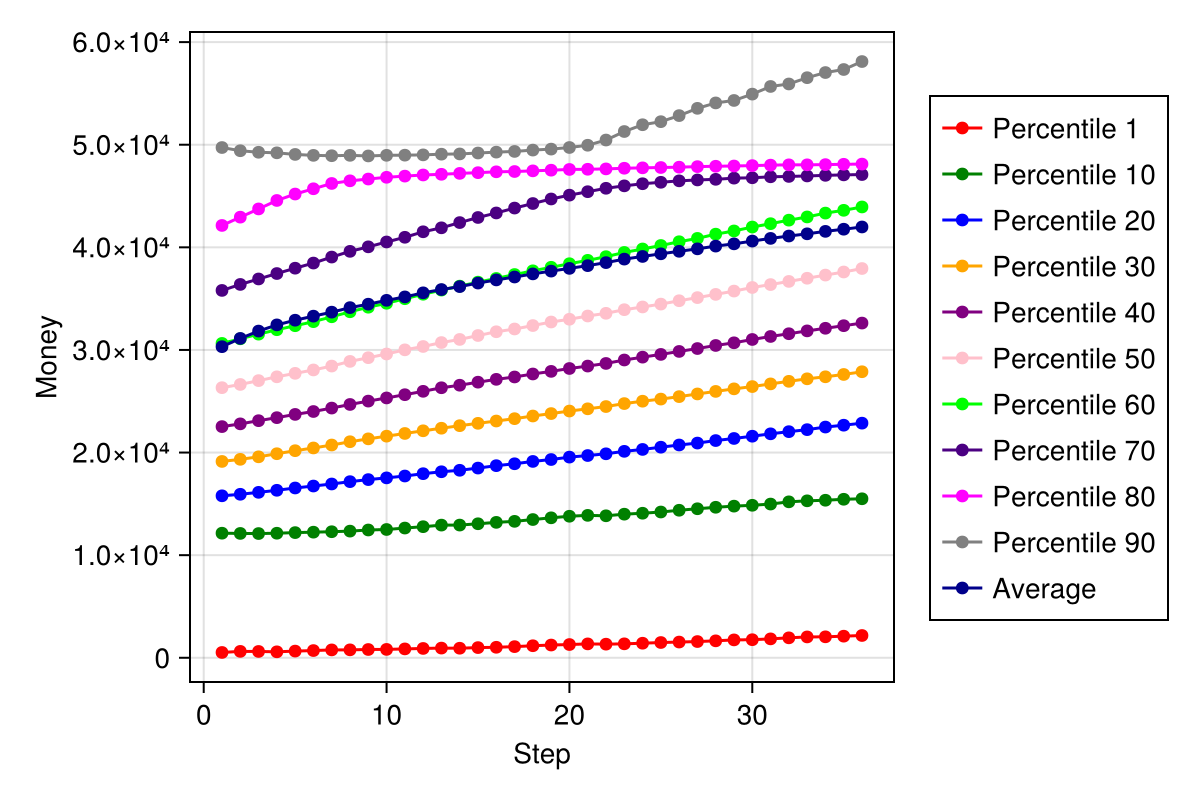 6.0×10⁴
5.0×10⁴
4.0×10⁴
3.0×10⁴
2.0×10⁴
1.0×10⁴
0
Money
0 10 20 30
Step
Percentile 1
Percentile 10
Percentile 20
Percentile 30
Percentile 40
Percentile 50
Percentile 60
Percentile 70
Percentile 80
Percentile 90
Average